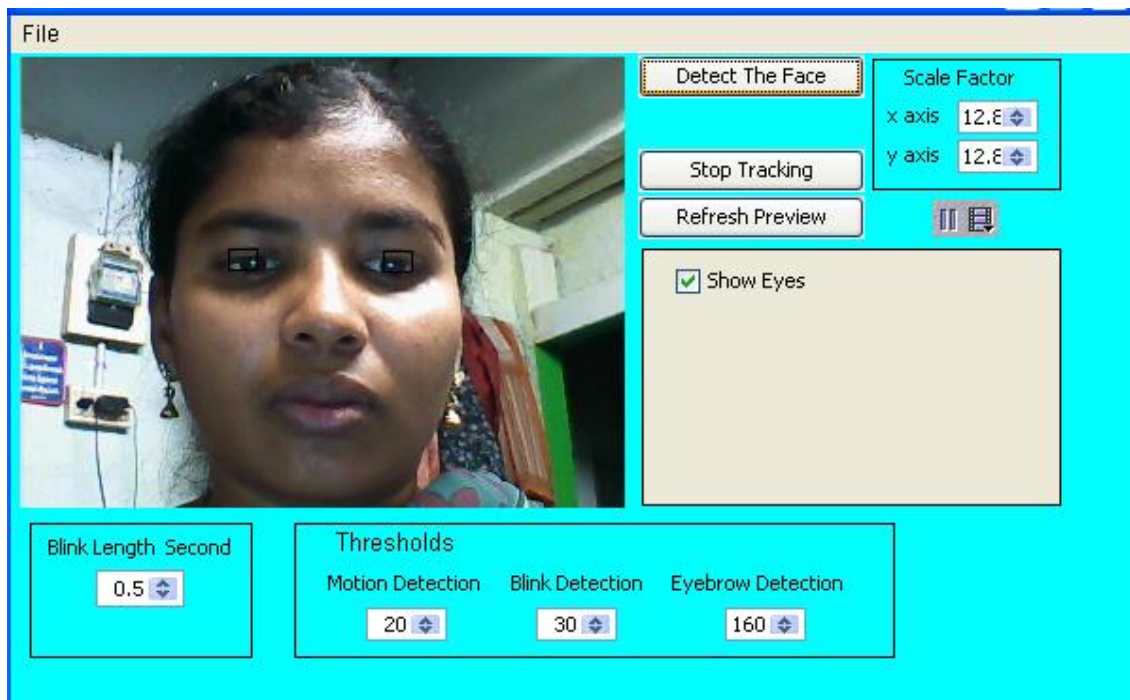 File
Detect The Face
Stop Tracking
Refresh Preview
Scale Factor
x axis 12.8
y axis 12.8
Show Eyes
Blink Length Second
0.5
Thresholds
Motion Detection Blink Detection Eyebrow Detection
20 30 160